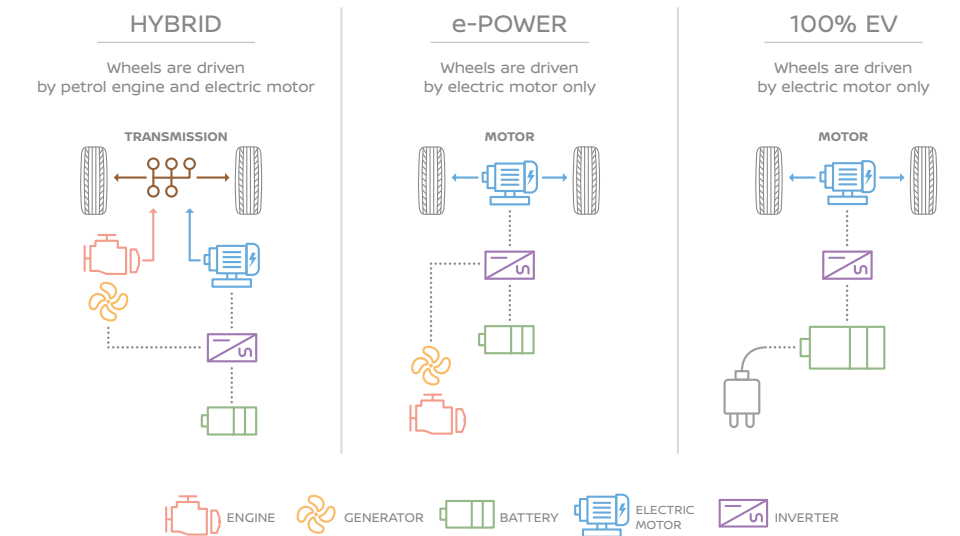 HYBRID
Wheels are driven
by petrol engine and electric motor
TRANSMISSION
e-POWER
Wheels are driven
by electric motor only
MOTOR
100% EV
Wheels are driven
by electric motor only
MOTOR
ENGINE
GENERATOR
BATTERY
ELECTRIC
MOTOR
INVERTER